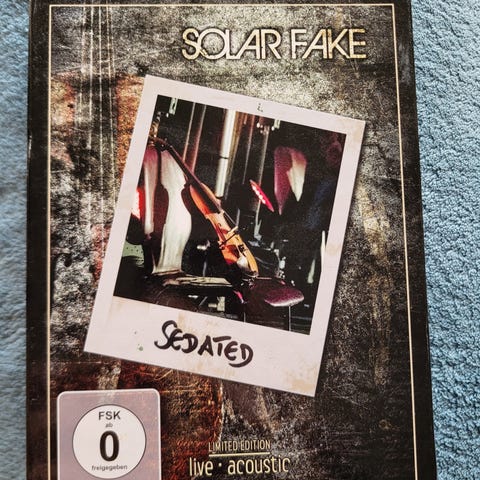 SOLAR FAKE
SEDATED
FSK
ab
0
freigegeben
LIMITED EDITION
live · acoustic